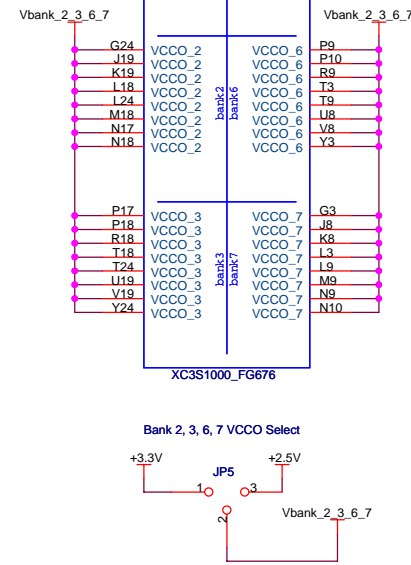 Vbank_2_3_6_7 Vbank_2_3_6_7
G24 VCCO_2 VCCO_6 P9
J19 VCCO_2 VCCO_6 P10
K19 VCCO_2 VCCO_6 R9
L18 VCCO_2 VCCO_6 T3
L24 VCCO_2 VCCO_6 T9
M18 VCCO_2 VCCO_6 U8
N17 VCCO_2 VCCO_6 V8
N18 VCCO_2 VCCO_6 Y3
bank2
bank6
P17 VCCO_3 VCCO_7 G3
P18 VCCO_3 VCCO_7 J8
R18 VCCO_3 VCCO_7 K8
T18 VCCO_3 VCCO_7 L3
T24 VCCO_3 VCCO_7 L9
U19 VCCO_3 VCCO_7 M9
V19 VCCO_3 VCCO_7 N9
Y24 VCCO_3 VCCO_7 N10
bank3
bank7
XC3S1000_FG676
Bank 2, 3, 6, 7 VCCO Select
+3.3V +2.5V
JP5
1 3
2
Vbank_2_3_6_7